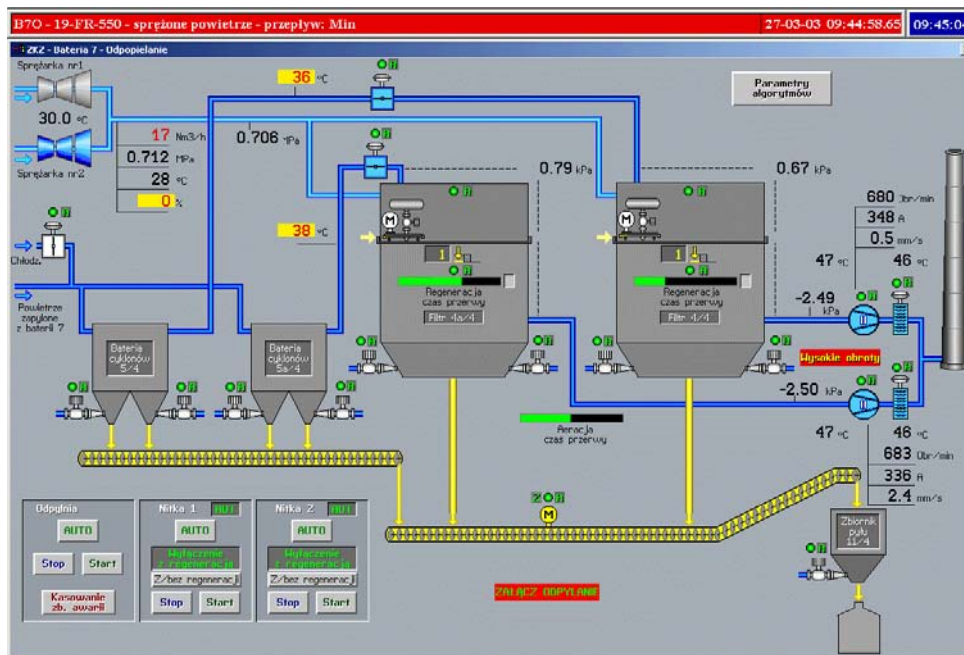 B7O - 19-FR-550 - sprężone powietrze - przepływ: Min
27-03-03 09:44:58.65
09:45:04
ZKZ - Bateria 7 - Odpopielanie
Sprężarka nr1
30.0 °C
Sprężarka nr2
17 Nm3/h
0.712 MPa
28 °C
0 %
36 °C
0.706 MPa
38 °C
0.79 kPa
0.67 kPa
Parametry
algorytmów
680 Obr/min
348 A
0.5 mm/s
47 °C
46 °C
-2.49
kPa
Wysokie obroty
-2.50 kPa
47 °C
46 °C
683 Obr/min
336 A
2.4 mm/s
Chłodz.
Powietrze
zapylone
z baterii 7
Bateria
cyklonów
5/4
Bateria
cyklonów
5a/4
M
1
Regeneracja
czas przerwy
Filtr 4a/4
M
1
Regeneracja
czas przerwy
Filtr 4/4
Aeracja
czas przerwy
Z
M
Zbiornik
pyłu
11/4
ZAŁĄCZ ODPYLANIE
Odpylnia
AUTO
Stop
Start
Kasowanie
zb. awarii
Nitka 1
AUT
AUTO
Wyłączenie
z regeneracją
Z/bez regeneracji
Stop
Start
Nitka 2
AUT
AUTO
Wyłączenie
z regeneracją
Z/bez regeneracji
Stop
Start